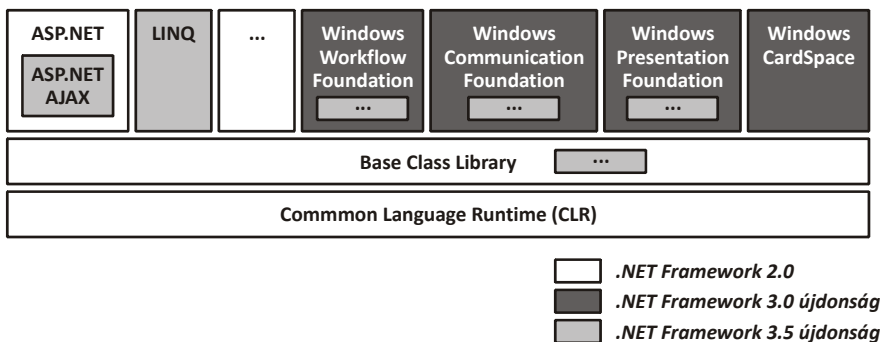 ASP.NET
ASP.NET
AJAX
LINQ
...
Windows
Workflow
Foundation
...
Windows
Communication
Foundation
...
Windows
Presentation
Foundation
...
Windows
CardSpace
Base Class Library
...
Commmon Language Runtime (CLR)
.NET Framework 2.0
.NET Framework 3.0 újdonság
.NET Framework 3.5 újdonság